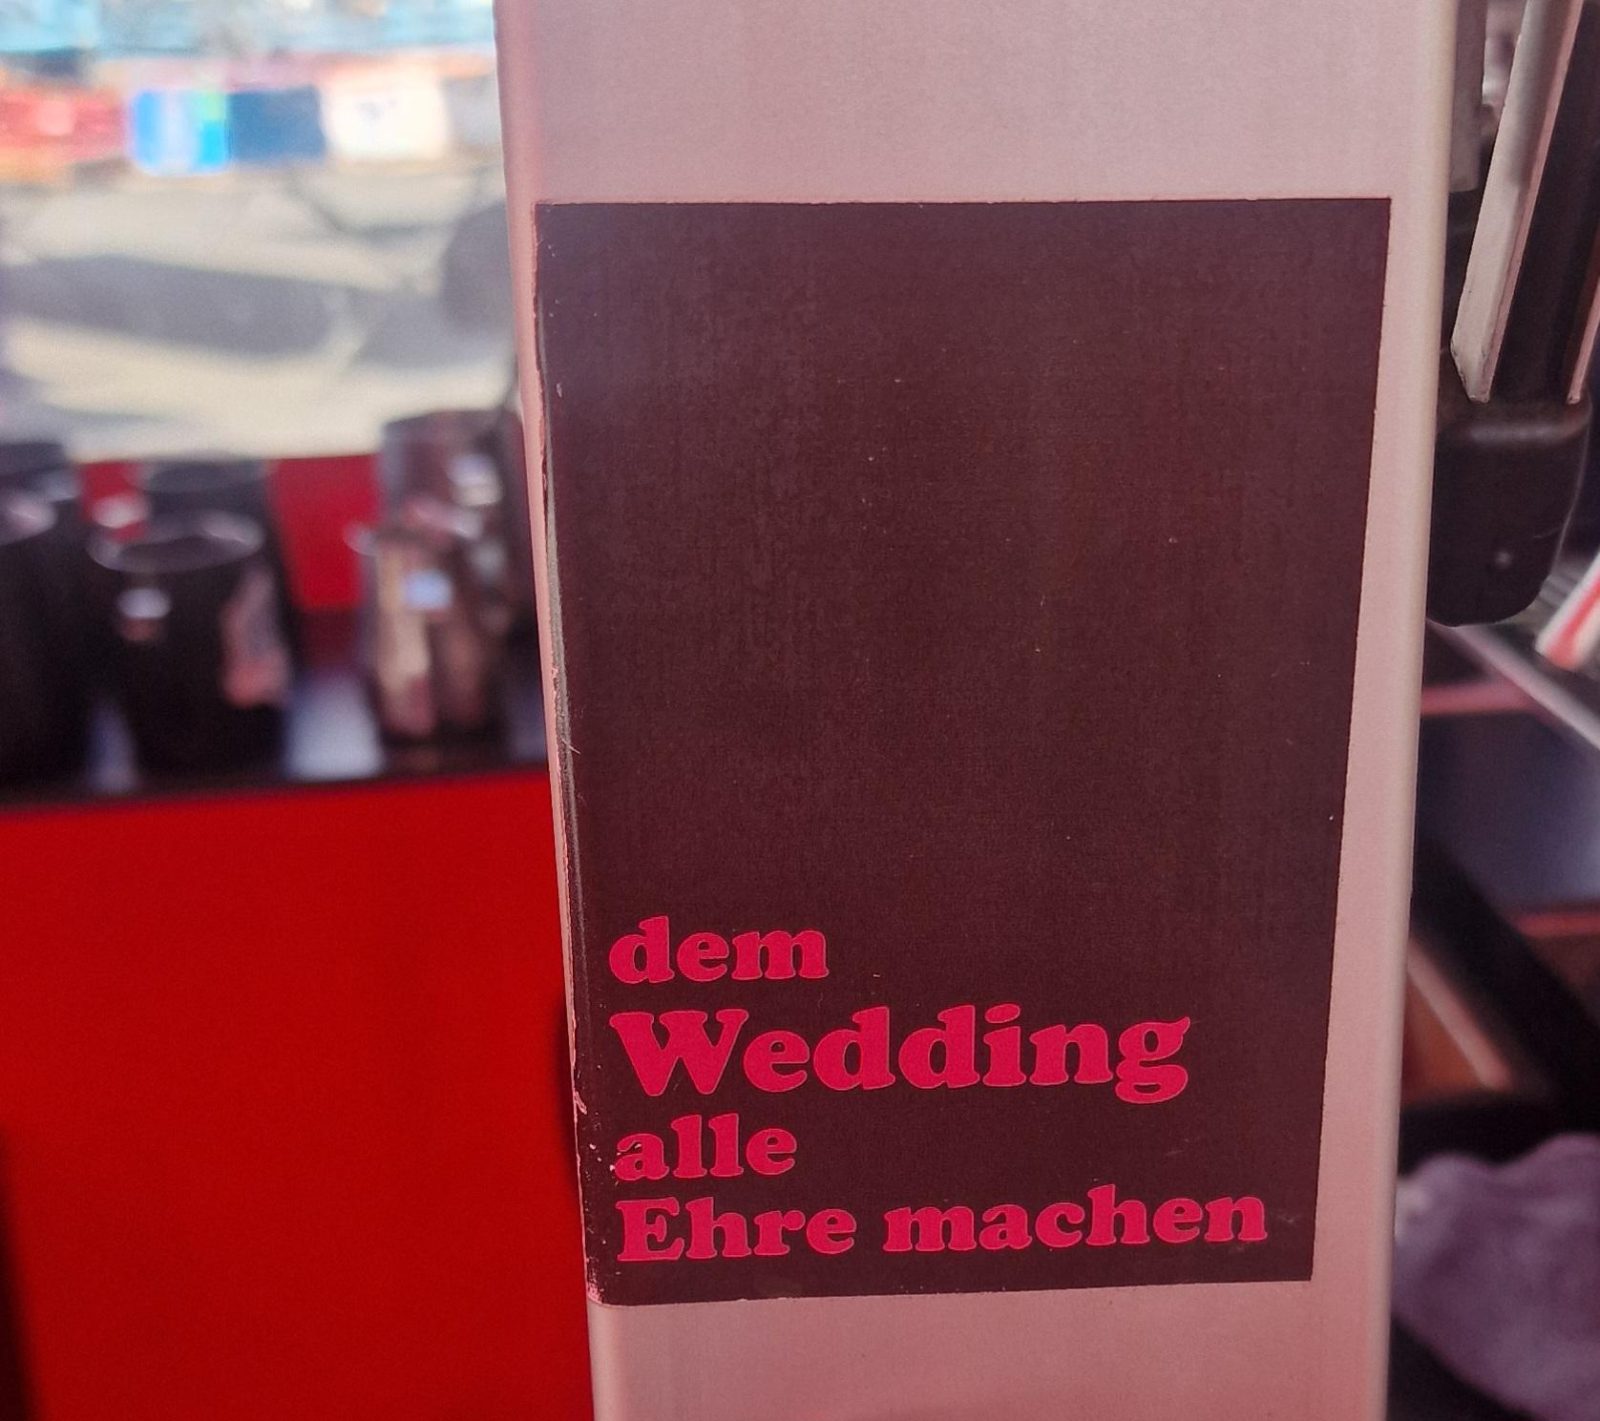 dem
Wedding
alle
Ehre machen